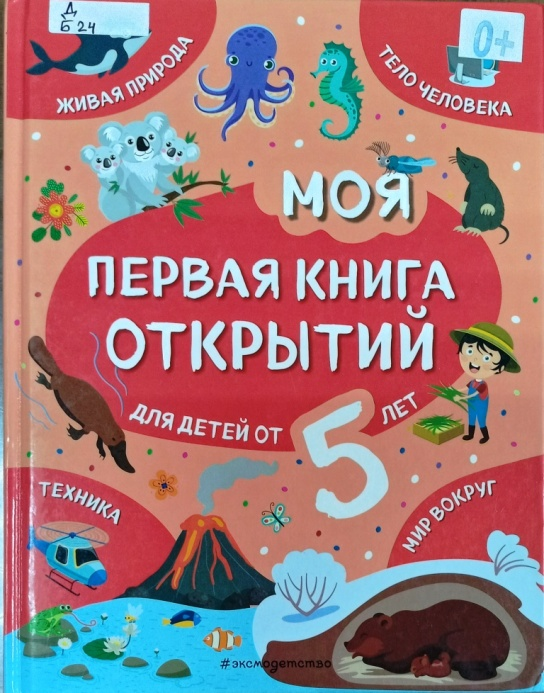 Д
Б 24
0+
ЖИВАЯ ПРИРОДА
ТЕЛО ЧЕЛОВЕКА
МОЯ
ПЕРВАЯ КНИГА
ОТКРЫТИЙ
ДЛЯ ДЕТЕЙ ОТ 5 ЛЕТ
ТЕХНИКА
МИР ВОКРУГ
#эксмодетство